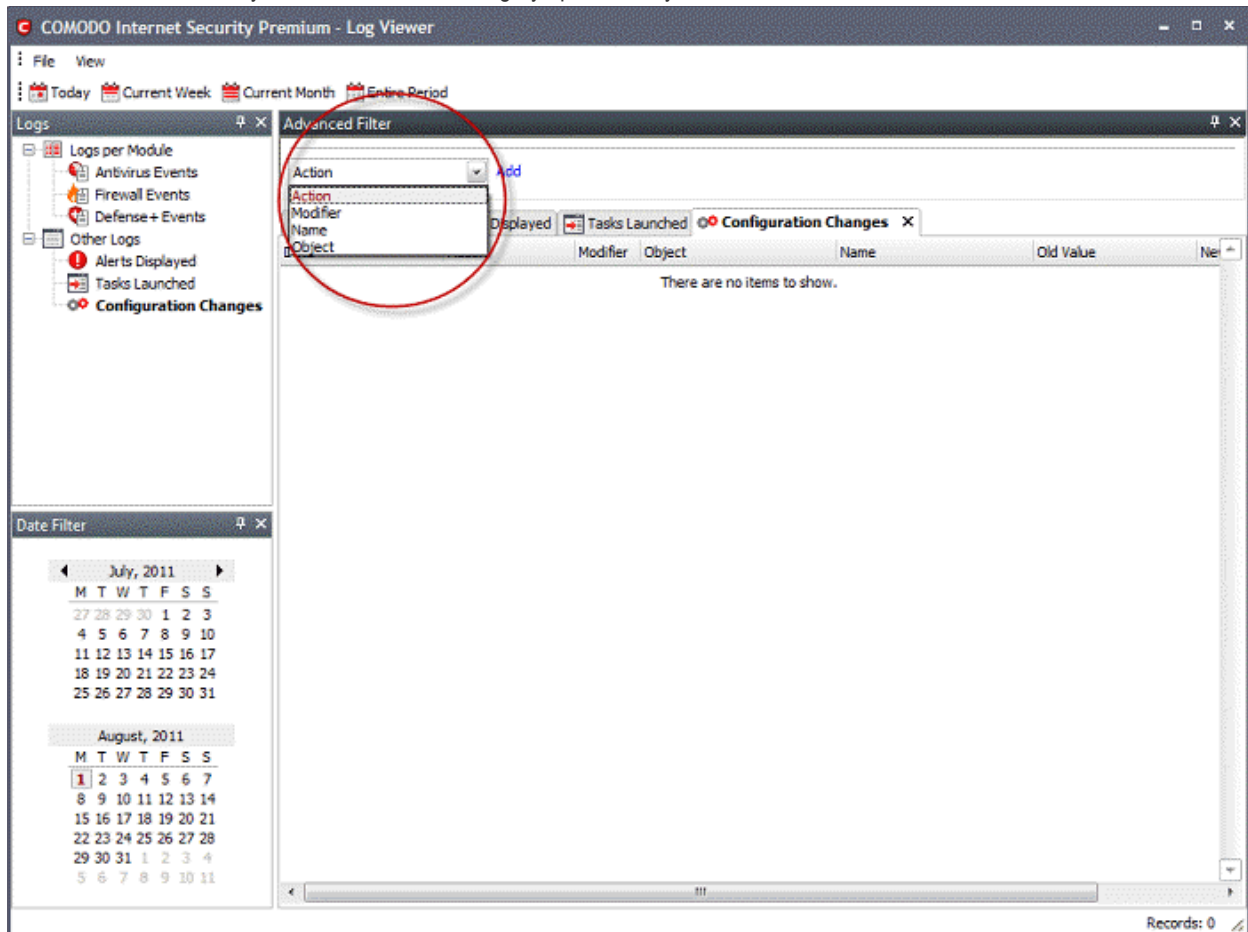 COMODO Internet Security Premium - Log Viewer
File View
Today Current Week Current Month Entire Period
Logs
Logs per Module
Antivirus Events
Firewall Events
Defense+ Events
Other Logs
Alerts Displayed
Tasks Launched
Configuration Changes
Advanced Filter
Action Add
Action
Modifier
Name
Object
Displayed Tasks Launched Configuration Changes
Modifier Object Name Old Value
There are no items to show.
Date Filter
July, 2011
M T W T F S S
27 28 29 30 1 2 3
4 5 6 7 8 9 10
11 12 13 14 15 16 17
18 19 20 21 22 23 24
25 26 27 28 29 30 31
August, 2011
M T W T F S S
1 2 3 4 5 6 7
8 9 10 11 12 13 14
15 16 17 18 19 20 21
22 23 24 25 26 27 28
29 30 31 1 2 3 4
5 6 7 8 9 10 11
Records: 0